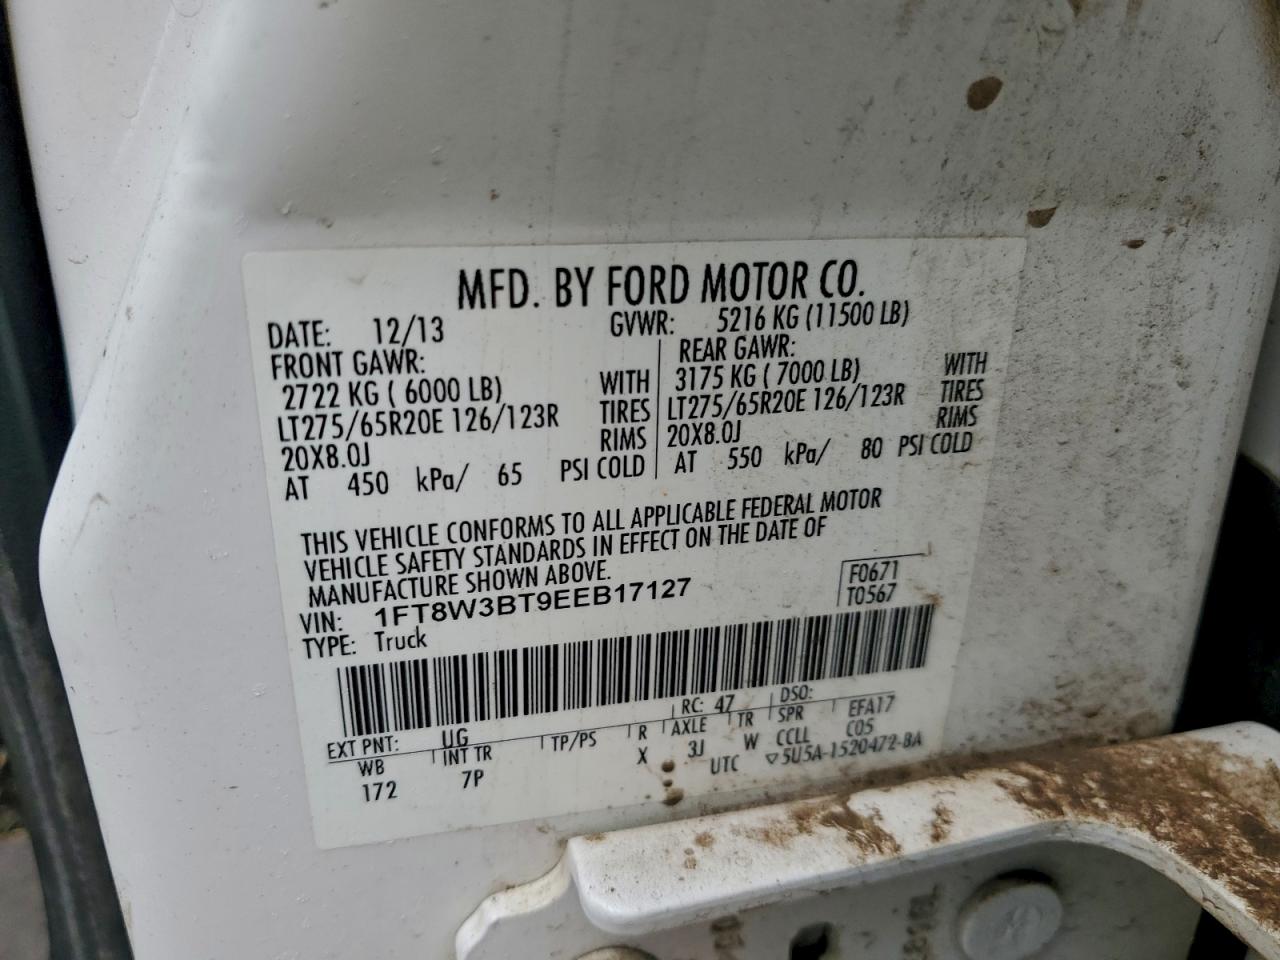 MFD. BY FORD MOTOR CO.
DATE: 12/13 GVWR: 5216 KG (11500 LB)
FRONT GAWR: REAR GAWR:
2722 KG ( 6000 LB) WITH 3175 KG ( 7000 LB) WITH
LT275/65R20E 126/123R TIRES LT275/65R20E 126/123R TIRES
20X8.0J RIMS 20X8.0J RIMS
AT 450 kPa/ 65 PSI COLD AT 550 kPa/ 80 PSI COLD
THIS VEHICLE CONFORMS TO ALL APPLICABLE FEDERAL MOTOR
VEHICLE SAFETY STANDARDS IN EFFECT ON THE DATE OF
MANUFACTURE SHOWN ABOVE.
VIN: 1FT8W3BT9EEB17127 F0671
TYPE: Truck T0567
EXT PNT: UG RC: 47 DSO:
WB INT TR TP/PS R AXLE TR SPR EFA17
172 7P X 3J W CCLL C05
UTC ▽5U5A-1520472-BA